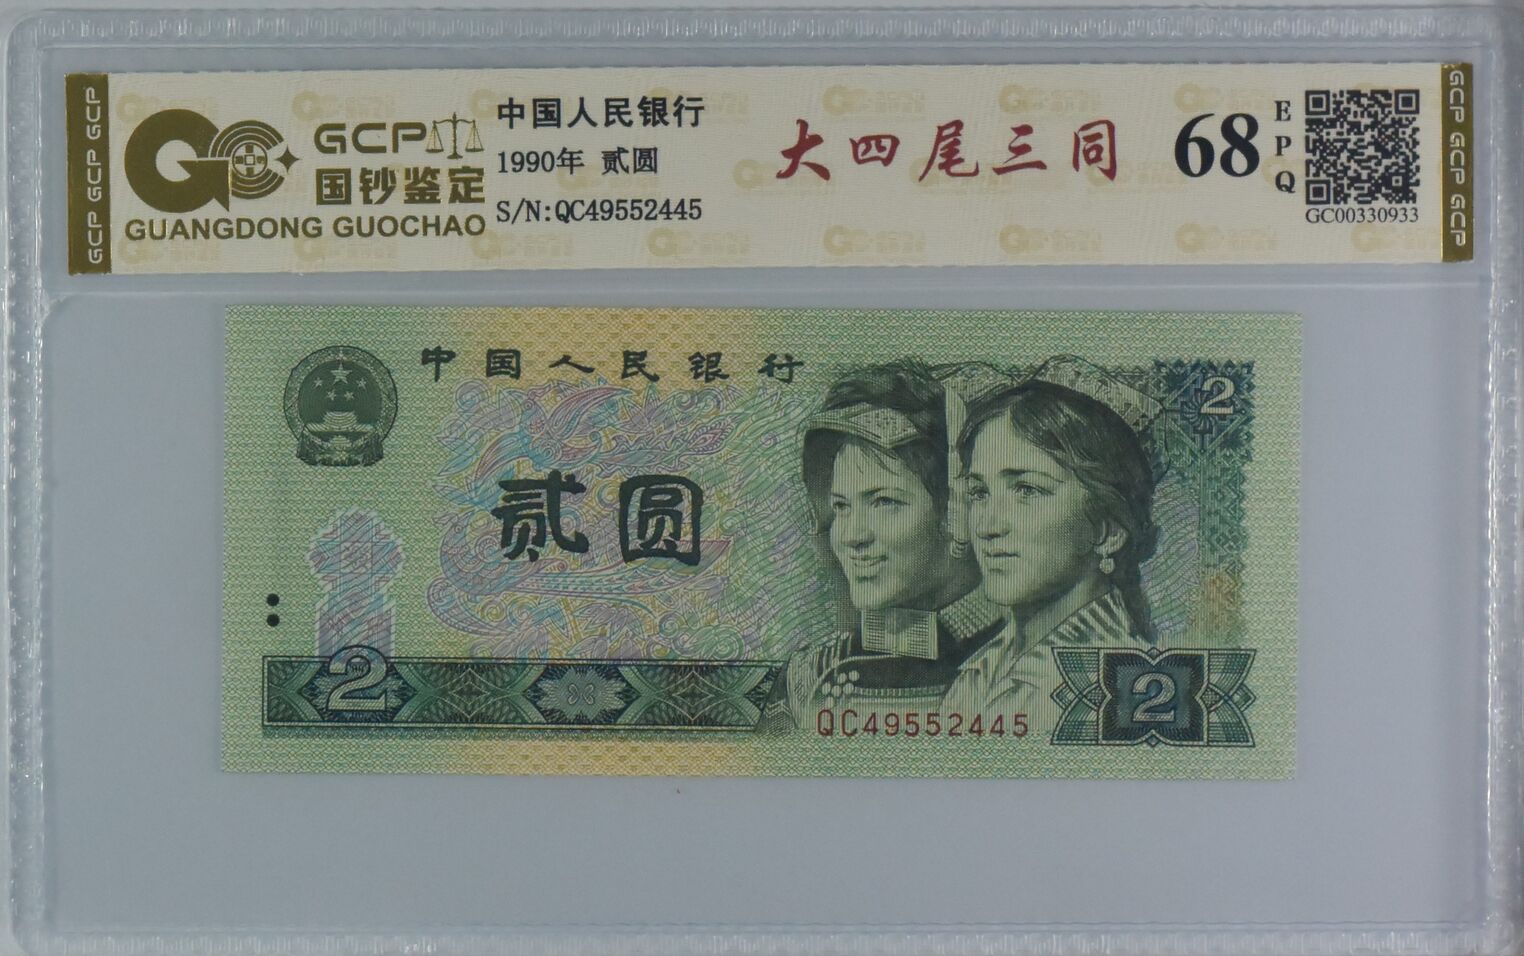 GCP GCP GCP
GCP
国钞鉴定
GUANGDONG GUOCHAO
中国人民银行
1990年 贰圆
S/N:QC49552445
大四尾三同
68
EPQ
GC00330933
GCP GCP GCP
中国人民银行
2
贰圆
2
QC49552445
2